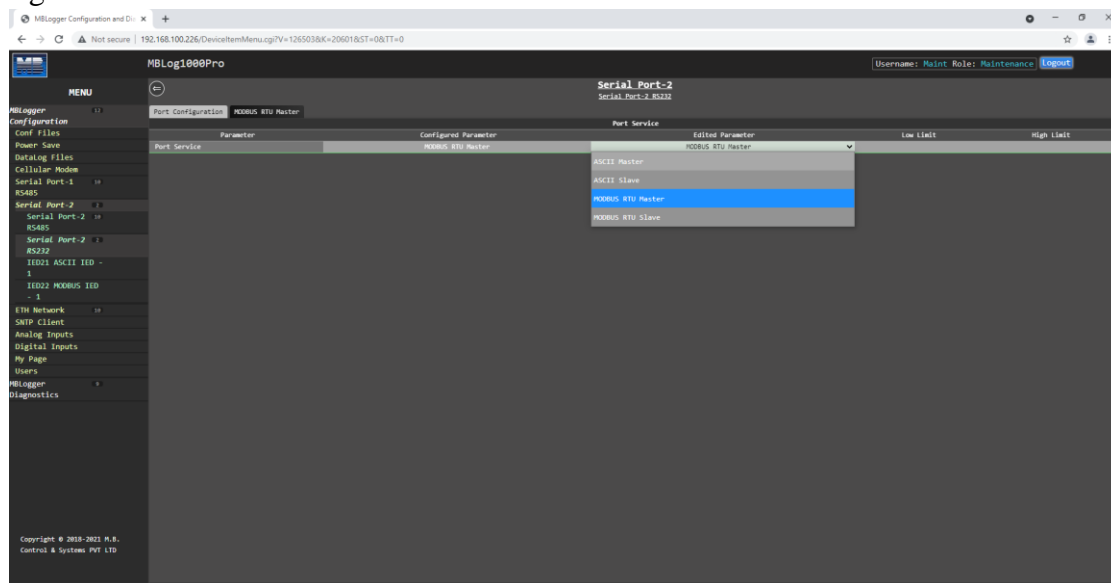 MBLogger Configuration and Di
Not secure | 192.168.100.226/DeviceItemMenu.cgi?V=126503&K=20601&ST=0&TT=0
MBLog1000Pro
Username: Maint Role: Maintenance Logout
MENU
Serial Port-2
Serial Port-2 RS232
Port Configuration MODBUS RTU Master
Port Service
Parameter Configured Parameter Edited Parameter Low Limit High Limit
Port Service MODBUS RTU Master MODBUS RTU Master
ASCII Master
ASCII Slave
MODBUS RTU Master
MODBUS RTU Slave
MBLogger
Configuration
Conf Files
Power Save
DataLog Files
Cellular Modem
Serial Port-1
RS485
Serial Port-2
Serial Port-2
RS485
Serial Port-2
RS232
IED21 ASCII IED -
1
IED22 MODBUS IED
- 1
ETH Network
SNTP Client
Analog Inputs
Digital Inputs
My Page
Users
MBLogger
Diagnostics
Copyright © 2018-2021 M.B.
Control & Systems PVT LTD